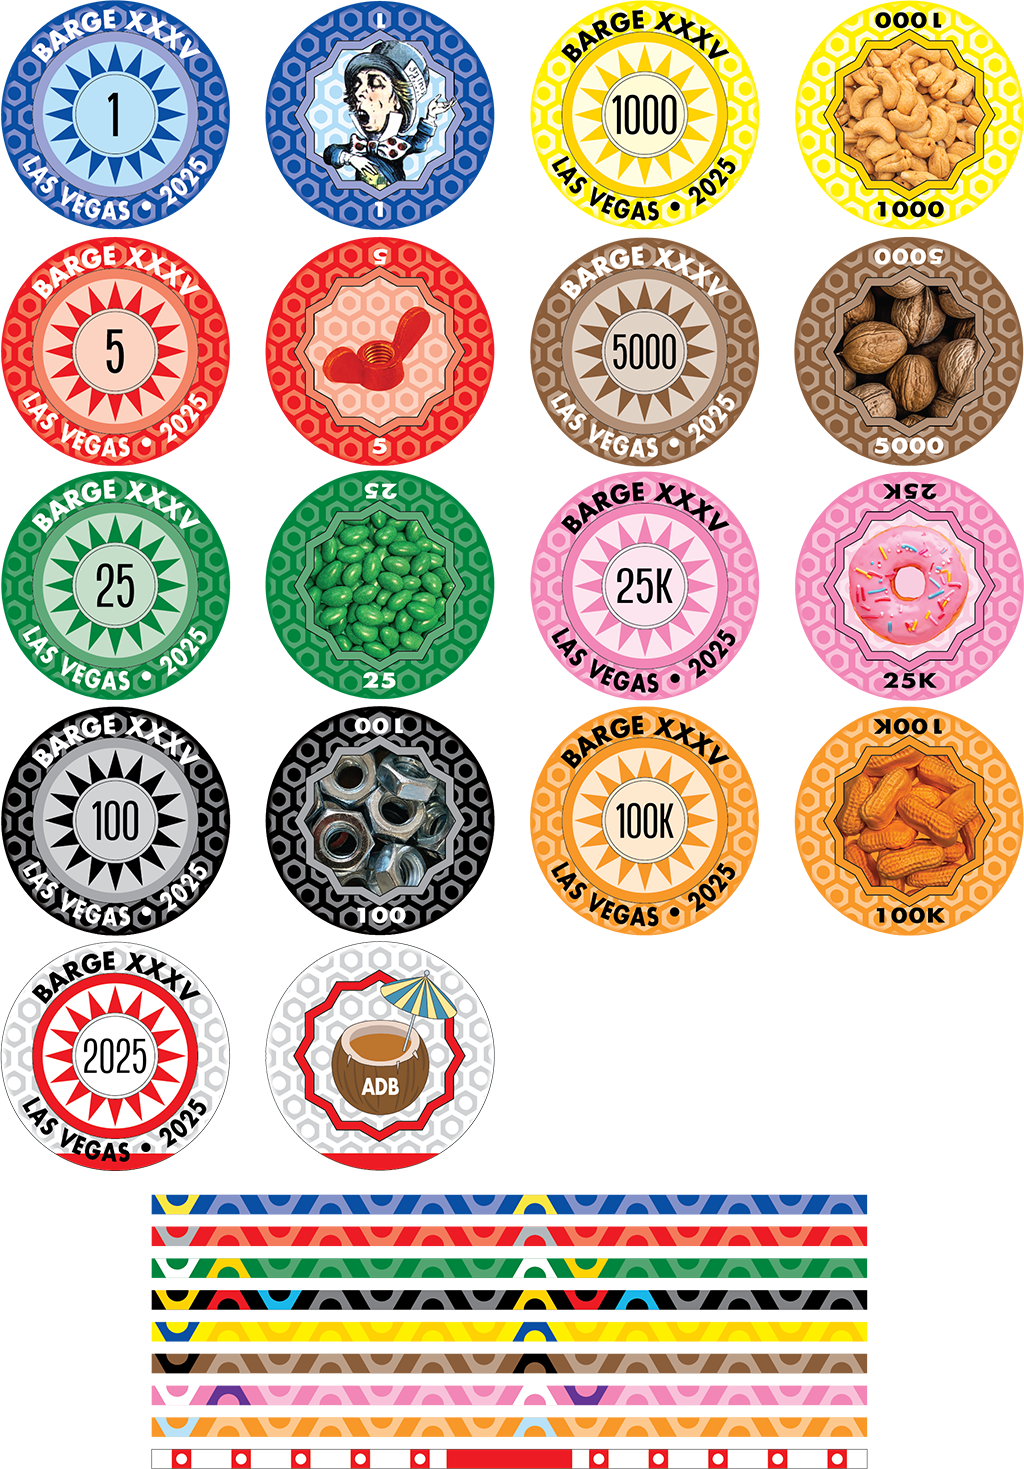 BARGE XXXV
1
LAS VEGAS • 2025
1
1
BARGE XXXV
1000
LAS VEGAS • 2025
1000
1000
BARGE XXXV
5
LAS VEGAS • 2025
5
5
BARGE XXXV
5000
LAS VEGAS • 2025
5000
5000
BARGE XXXV
25
LAS VEGAS • 2025
25
25
BARGE XXXV
25K
LAS VEGAS • 2025
25K
25K
BARGE XXXV
100
LAS VEGAS • 2025
100
100
BARGE XXXV
100K
LAS VEGAS • 2025
100K
100K
BARGE XXXV
2025
LAS VEGAS • 2025
ADB